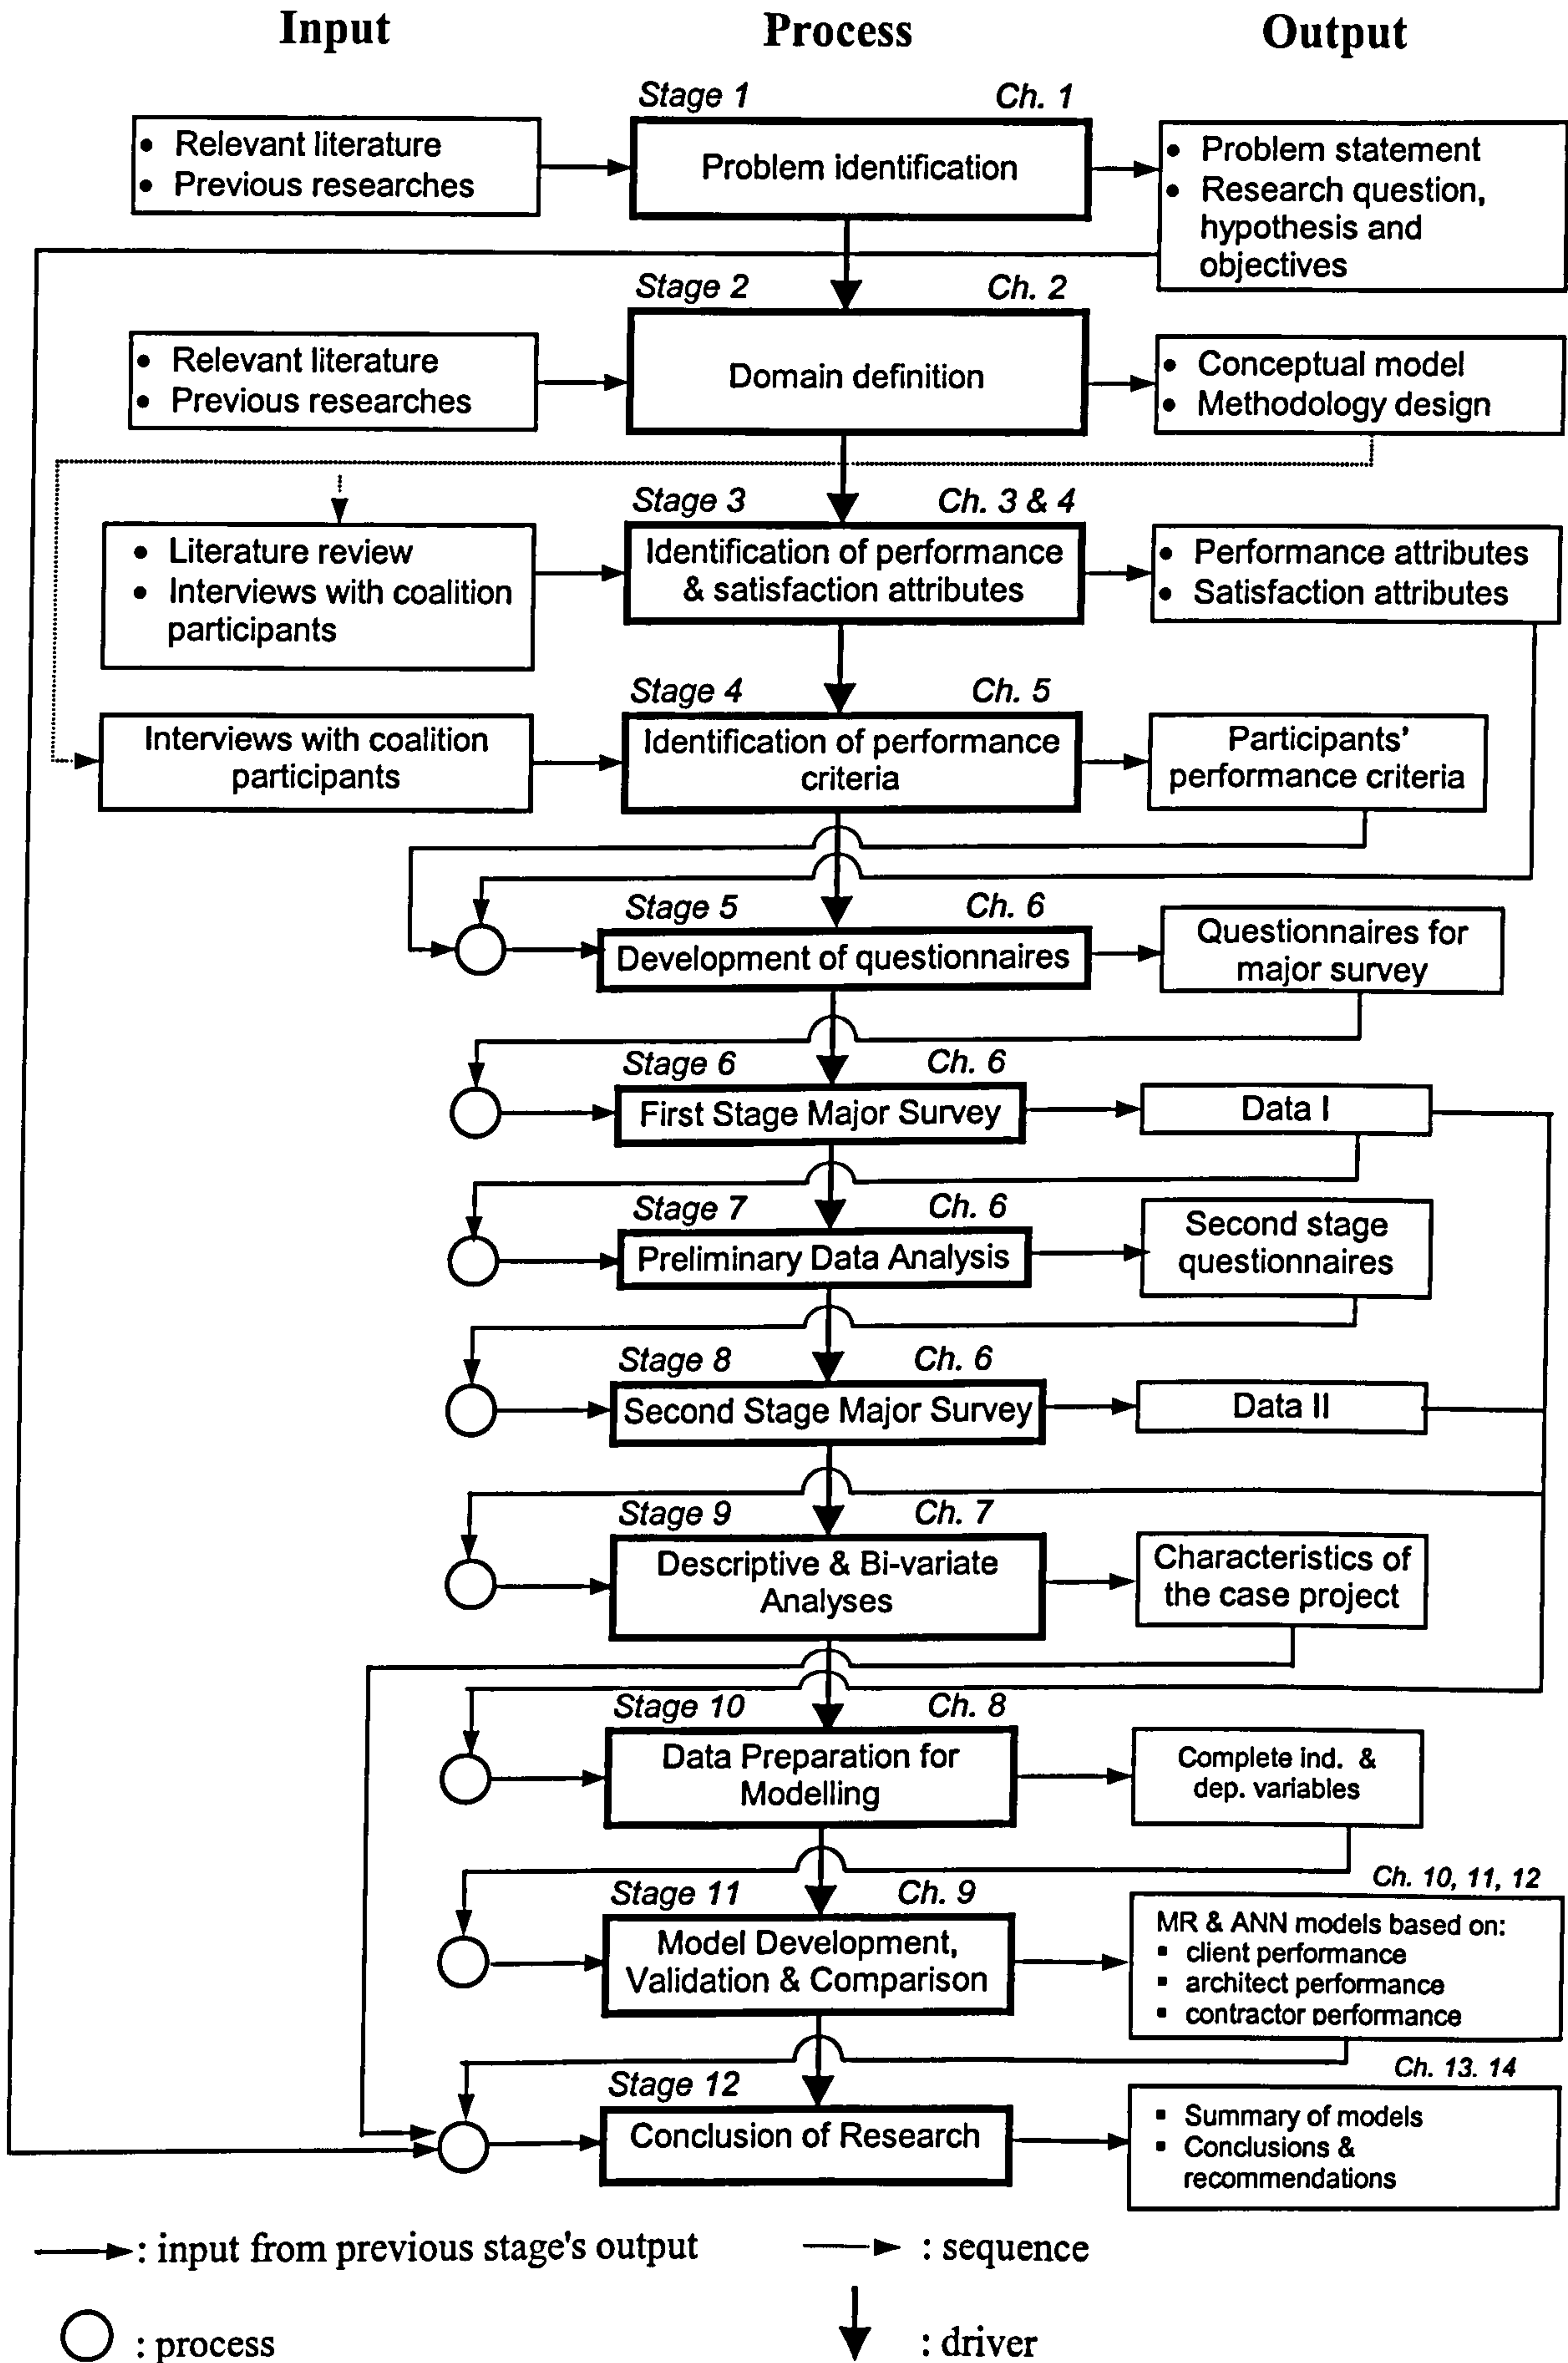 Input Process Output
Stage 1 Ch. 1
• Relevant literature
• Previous researches
Problem identification
• Problem statement
• Research question,
hypothesis and
objectives
Stage 2 Ch. 2
• Relevant literature
• Previous researches
Domain definition
• Conceptual model
• Methodology design
Stage 3 Ch. 3 & 4
• Literature review
• Interviews with coalition
participants
Identification of performance
& satisfaction attributes
• Performance attributes
• Satisfaction attributes
Stage 4 Ch. 5
Interviews with coalition
participants
Identification of performance
criteria
Participants'
performance criteria
Stage 5 Ch. 6
Development of questionnaires
Questionnaires for
major survey
Stage 6 Ch. 6
First Stage Major Survey
Data I
Stage 7 Ch. 6
Preliminary Data Analysis
Second stage
questionnaires
Stage 8 Ch. 6
Second Stage Major Survey
Data II
Stage 9 Ch. 7
Descriptive & Bi-variate
Analyses
Characteristics of
the case project
Stage 10 Ch. 8
Data Preparation for
Modelling
Complete ind. &
dep. variables
Stage 11 Ch. 9
Model Development,
Validation & Comparison
Ch. 10, 11, 12
MR & ANN models based on:
▪ client performance
▪ architect performance
▪ contractor performance
Stage 12
Conclusion of Research
Ch. 13. 14
▪ Summary of models
▪ Conclusions &
recommendations
: input from previous stage's output
: sequence
: process
: driver